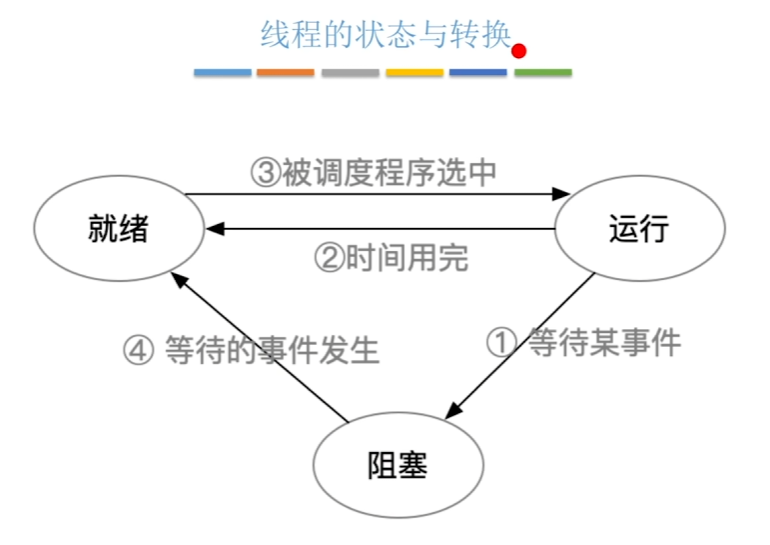 线程的状态与转换
③被调度程序选中
就绪
运行
②时间用完
④ 等待的事件发生
① 等待某事件
阻塞